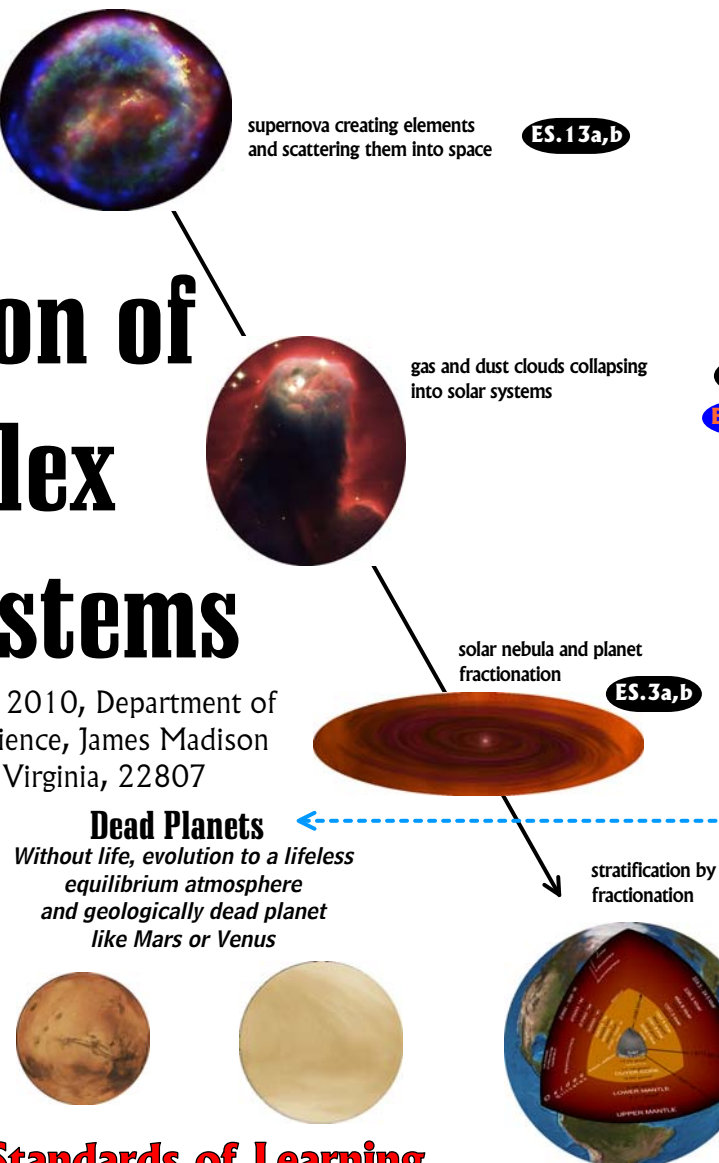 supernova creating elements
and scattering them into space
ES.13a,b
on of
gas and dust clouds collapsing
into solar systems
lex
stems
solar nebula and planet
fractionation
ES.3a,b
2010, Department of
ience, James Madison
Virginia, 22807
Dead Planets
Without life, evolution to a lifeless
equilibrium atmosphere
and geologically dead planet
like Mars or Venus
stratification by
fractionation
OUTER CORE
LOWER MANTLE
UPPER MANTLE
Standards of Learning